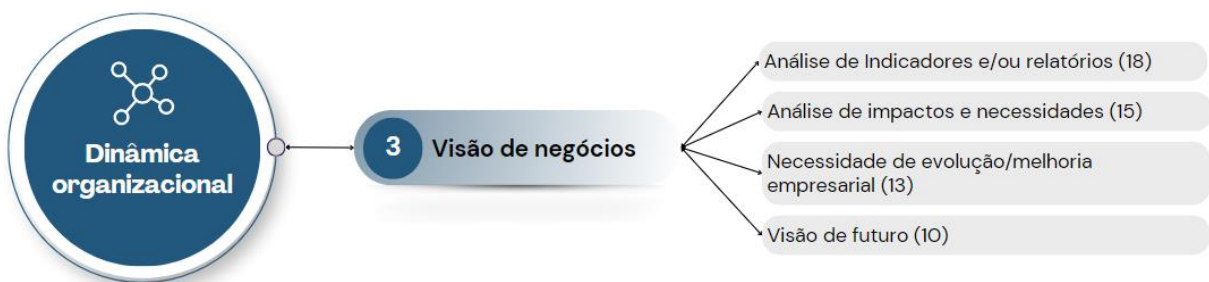 Dinâmica
organizacional
3
Visão de negócios
Análise de Indicadores e/ou relatórios (18)
Análise de impactos e necessidades (15)
Necessidade de evolução/melhoria
empresarial (13)
Visão de futuro (10)